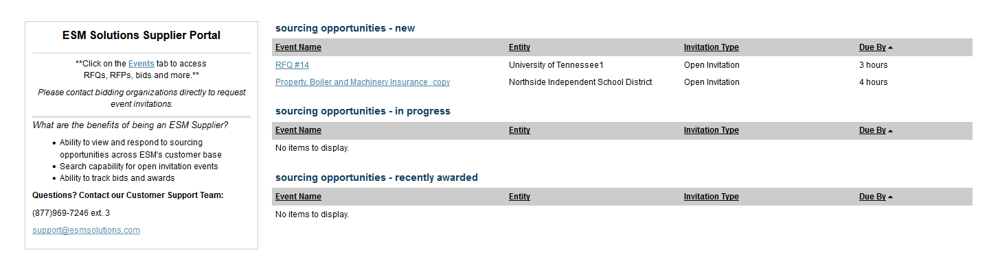 ESM Solutions Supplier Portal
**Click on the Events tab to access
RFQs, RFPs, bids and more.**
Please contact bidding organizations directly to request
event invitations.
What are the benefits of being an ESM Supplier?
• Ability to view and respond to sourcing
opportunities across ESM's customer base
• Search capability for open invitation events
• Ability to track bids and awards
Questions? Contact our Customer Support Team:
(877)969-7246 ext. 3
support@esmsolutions.com
sourcing opportunities - new
Event Name Entity Invitation Type Due By
RFQ #14 University of Tennessee1 Open Invitation 3 hours
Property, Boiler and Machinery Insurance_copy Northside Independent School District Open Invitation 4 hours
sourcing opportunities - in progress
Event Name Entity Invitation Type Due By
No items to display.
sourcing opportunities - recently awarded
Event Name Entity Invitation Type Due By
No items to display.